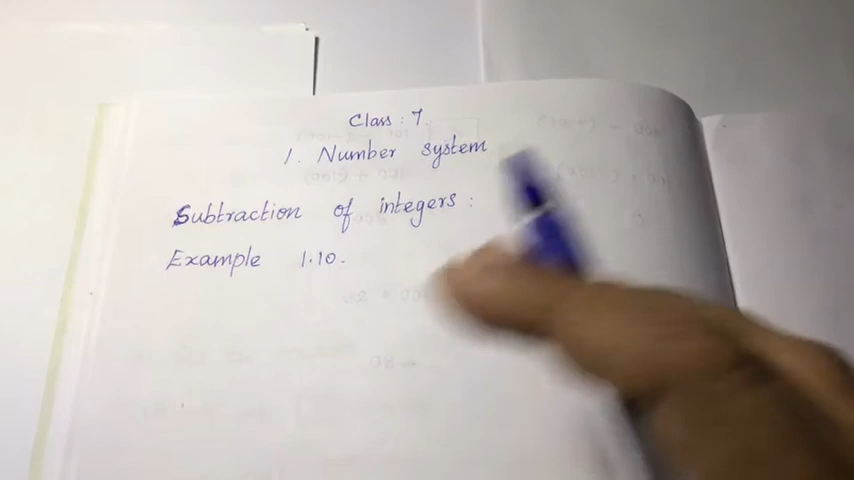 Class : 7
1. Number system
Subtraction of integers :
Example 1.10.